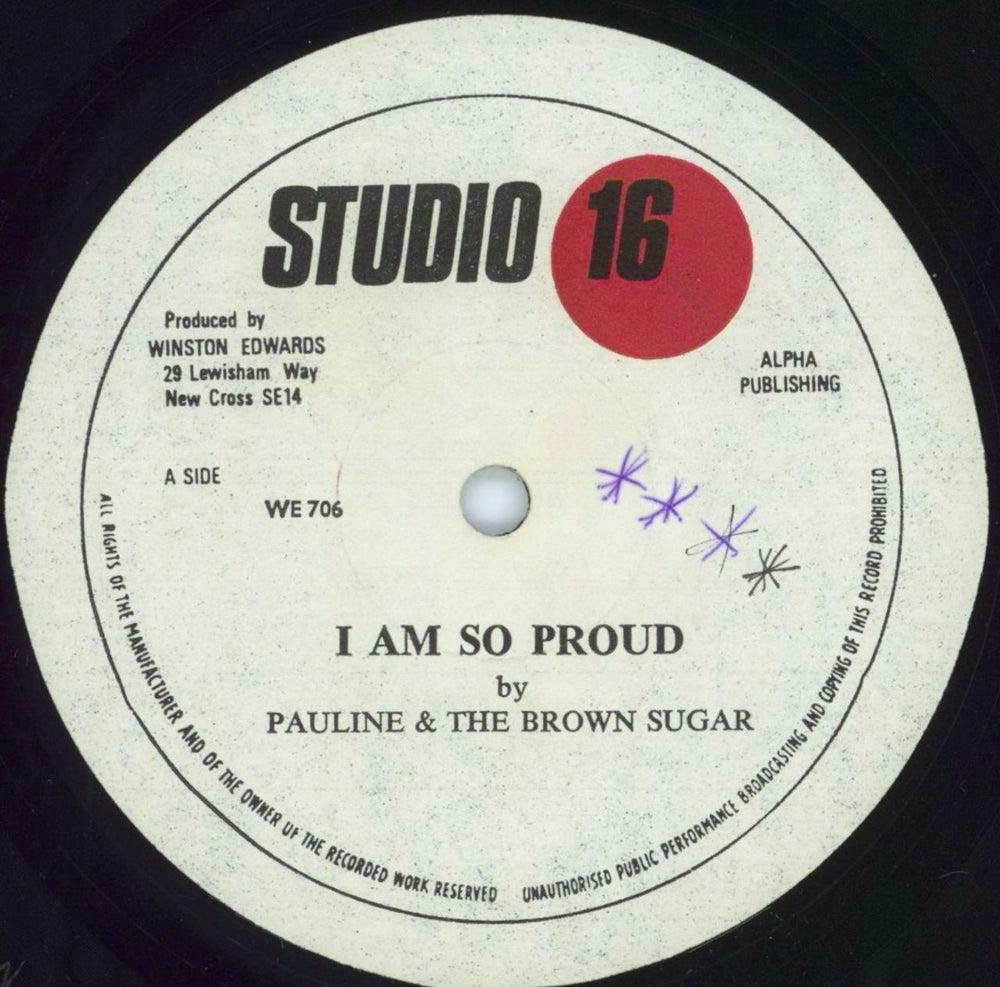 STUDIO 16
Produced by
WINSTON EDWARDS
29 Lewisham Way
New Cross SE14
ALPHA
PUBLISHING
A SIDE
WE 706
I AM SO PROUD
by
PAULINE & THE BROWN SUGAR
ALL RIGHTS OF THE MANUFACTURER AND OF THE OWNER OF THE RECORDED WORK RESERVED UNAUTHORISED PUBLIC PERFORMANCE BROADCASTING AND COPYING OF THIS RECORD PROHIBITED